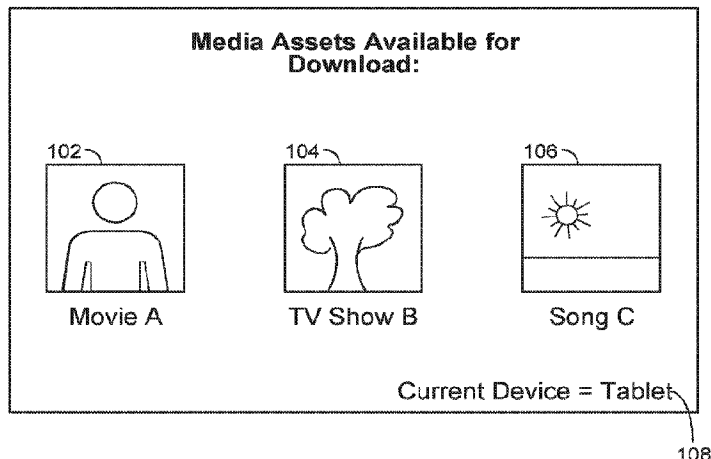 Media Assets Available for
Download:
102
104
106
Movie A
TV Show B
Song C
Current Device = Tablet
108